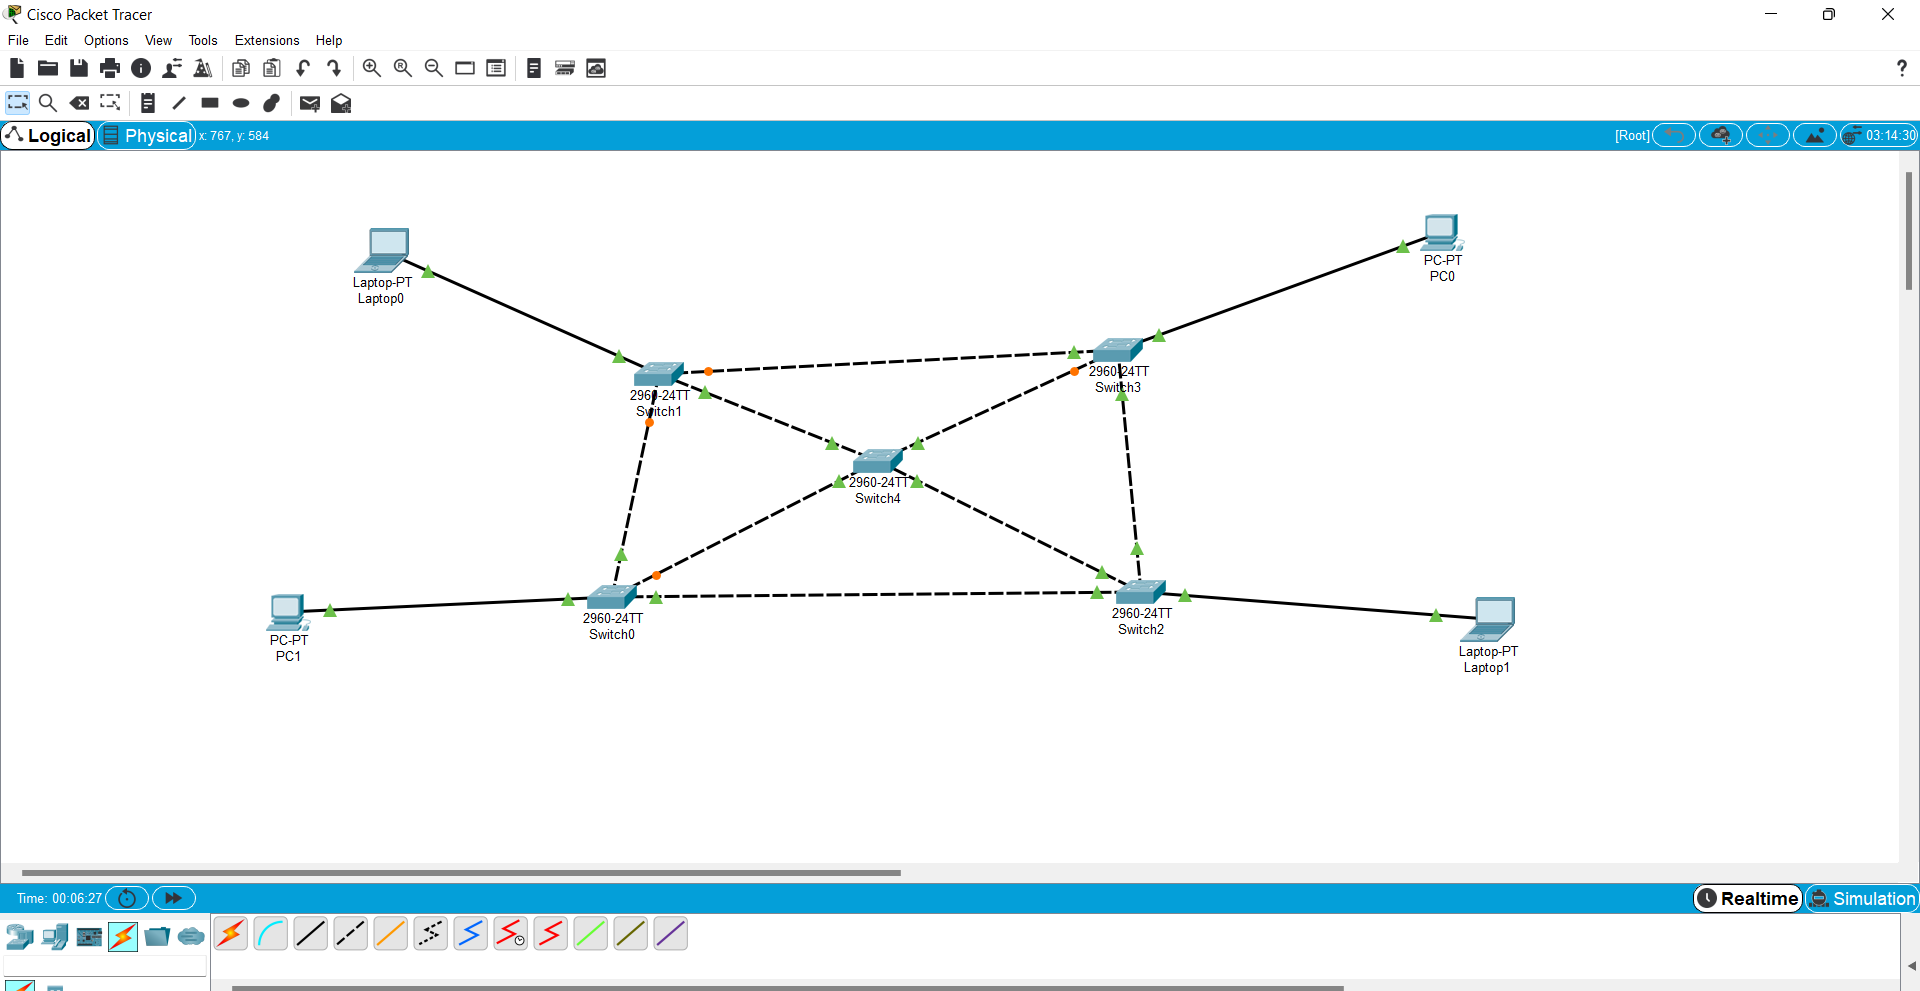 Cisco Packet Tracer
File Edit Options View Tools Extensions Help
?
Logical Physical x: 767, y: 584 [Root] 03:14:30
PC-PT
PC0
Laptop-PT
Laptop0
2960-24TT
Switch3
2960-24TT
Switch1
2960-24TT
Switch4
2960-24TT
Switch0
2960-24TT
Switch2
PC-PT
PC1
Laptop-PT
Laptop1
Time: 00:06:27 Realtime Simulation